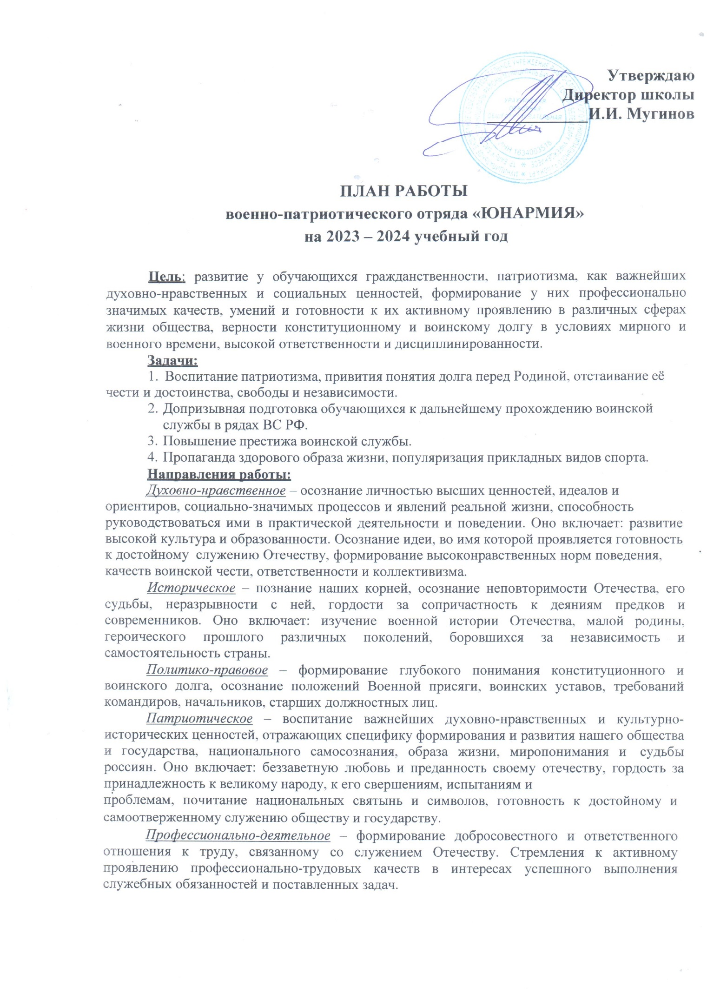 Утверждаю
Директор школы
И.И. Мугинов
ИНН 1634003518
ПЛАН РАБОТЫ
военно-патриотического отряда «ЮНАРМИЯ»
на 2023 – 2024 учебный год
Цель: развитие у обучающихся гражданственности, патриотизма, как важнейших
духовно-нравственных и социальных ценностей, формирование у них профессионально
значимых качеств, умений и готовности к их активному проявлению в различных сферах
жизни общества, верности конституционному и воинскому долгу в условиях мирного и
военного времени, высокой ответственности и дисциплинированности.
Задачи:
1. Воспитание патриотизма, привития понятия долга перед Родиной, отстаивание её
чести и достоинства, свободы и независимости.
2. Допризывная подготовка обучающихся к дальнейшему прохождению воинской
службы в рядах ВС РФ.
3. Повышение престижа воинской службы.
4. Пропаганда здорового образа жизни, популяризация прикладных видов спорта.
Направления работы:
Духовно-нравственное – осознание личностью высших ценностей, идеалов и
ориентиров, социально-значимых процессов и явлений реальной жизни, способность
руководствоваться ими в практической деятельности и поведении. Оно включает: развитие
высокой культура и образованности. Осознание идеи, во имя которой проявляется готовность
к достойному служению Отечеству, формирование высоконравственных норм поведения,
качеств воинской чести, ответственности и коллективизма.
Историческое – познание наших корней, осознание неповторимости Отечества, его
судьбы, неразрывности с ней, гордости за сопричастность к деяниям предков и
современников. Оно включает: изучение военной истории Отечества, малой родины,
героического прошлого различных поколений, боровшихся за независимость и
самостоятельность страны.
Политико-правовое – формирование глубокого понимания конституционного и
воинского долга, осознание положений Военной присяги, воинских уставов, требований
командиров, начальников, старших должностных лиц.
Патриотическое – воспитание важнейших духовно-нравственных и культурно-
исторических ценностей, отражающих специфику формирования и развития нашего общества
и государства, национального самосознания, образа жизни, миропонимания и судьбы
россиян. Оно включает: беззаветную любовь и преданность своему отечеству, гордость за
принадлежность к великому народу, к его свершениям, испытаниям и
проблемам, почитание национальных святынь и символов, готовность к достойному и
самоотверженному служению обществу и государству.
Профессионально-деятельное – формирование добросовестного и ответственного
отношения к труду, связанному со служением Отечеству. Стремления к активному
проявлению профессионально-трудовых качеств в интересах успешного выполнения
служебных обязанностей и поставленных задач.